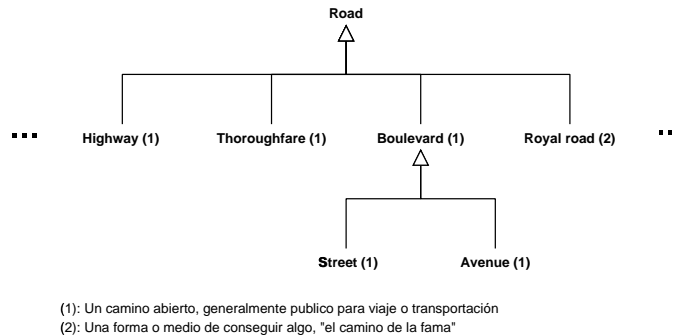 Road
Highway (1) Thoroughfare (1) Boulevard (1) Royal road (2)
Street (1) Avenue (1)
(1): Un camino abierto, generalmente publico para viaje o transportación
(2): Una forma o medio de conseguir algo, "el camino de la fama"